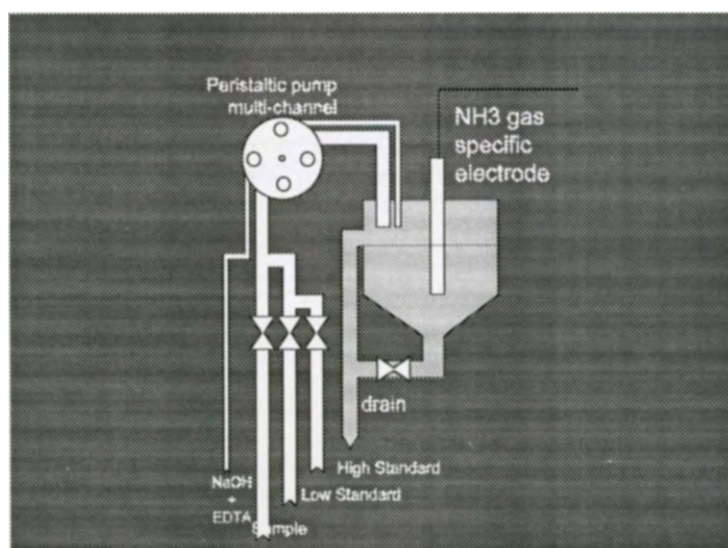 Peristaltic pump
multi-channel
NH3 gas
specific
electrode
drain
High Standard
Low Standard
NaOH
+
EDTA
Sample